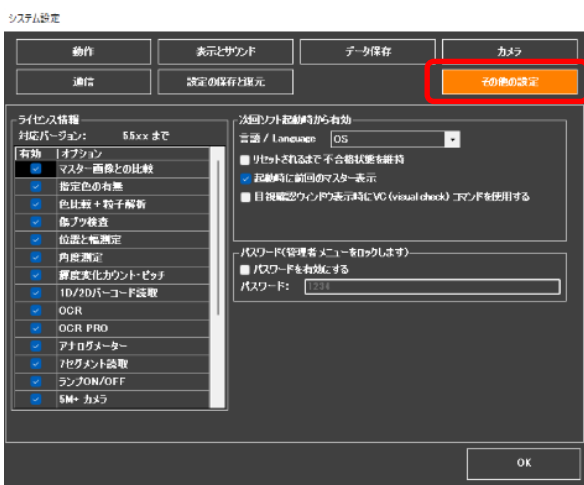 システム設定
動作
表示とサウンド
データ保存
カメラ
通信
設定の保存と復元
その他の設定
ライセンス情報
対応バージョン: 5.5xx まで
有効 オプション
マスター画像との比較
指定色の有無
色比較+粒子解析
傷ブツ検査
位置と幅測定
角度測定
輝度変化カウント・ピッチ
1D/2Dバーコード読取
OCR
OCR PRO
アナログメーター
7セグメント読取
ランプON/OFF
5M+ カメラ
次回ソフト起動時から有効
言語 / Language OS
リセットされるまで不合格状態を維持
起動時に前回のマスター表示
目視確認ウィンドウ表示時にVC (visual check) コマンドを使用する
パスワード(管理者メニューをロックします)
パスワードを有効にする
パスワード: 1234
OK